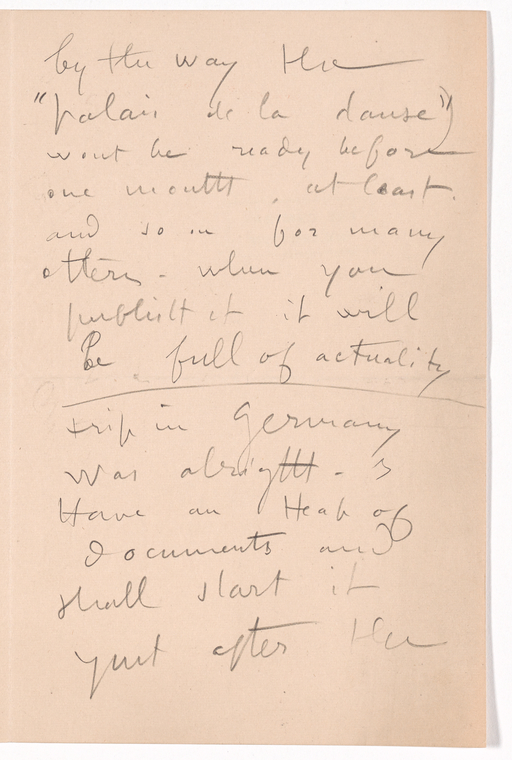 by the way the
"palais de la danse")
wont be ready before
one mouth, at least.
and so on for many
others - when you
publish it it will
Be full of actuality
trip in Germany
was alright - I
Have an Heap of
documents and
shall start it
just after the